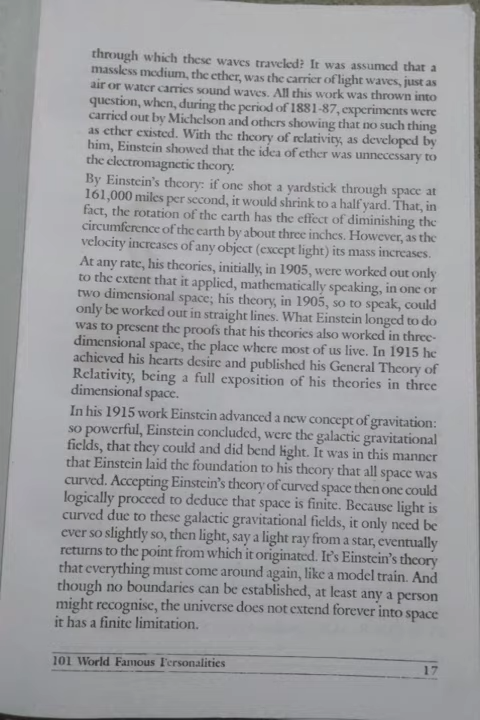 through which these waves traveled? It was assumed that a
massless medium, the ether, was the carrier of light waves, just as
air or water carries sound waves. All this work was thrown into
question, when, during the period of 1881-87, experiments were
carried out by Michelson and others showing that no such thing
as ether existed. With the theory of relativity, as developed by
him, Einstein showed that the idea of ether was unnecessary to
the electromagnetic theory.
By Einstein's theory: if one shot a yardstick through space at
161,000 miles per second, it would shrink to a half yard. That, in
fact, the rotation of the earth has the effect of diminishing the
circumference of the earth by about three inches. However, as the
velocity increases of any object (except light) its mass increases.
At any rate, his theories, initially, in 1905, were worked out only
to the extent that it applied, mathematically speaking, in one or
two dimensional space; his theory, in 1905, so to speak, could
only be worked out in straight lines. What Einstein longed to do
was to present the proofs that his theories also worked in three-
dimensional space, the place where most of us live. In 1915 he
achieved his hearts desire and published his General Theory of
Relativity, being a full exposition of his theories in three
dimensional space.
In his 1915 work Einstein advanced a new concept of gravitation:
so powerful, Einstein concluded, were the galactic gravitational
fields, that they could and did bend light. It was in this manner
that Einstein laid the foundation to his theory that all space was
curved. Accepting Einstein's theory of curved space then one could
logically proceed to deduce that space is finite. Because light is
curved due to these galactic gravitational fields, it only need be
ever so slightly so, then light, say a light ray from a star, eventually
returns to the point from which it originated. It's Einstein's theory
that everything must come around again, like a model train. And
though no boundaries can be established, at least any a person
might recognise, the universe does not extend forever into space
it has a finite limitation.
101 World Famous Personalities
17